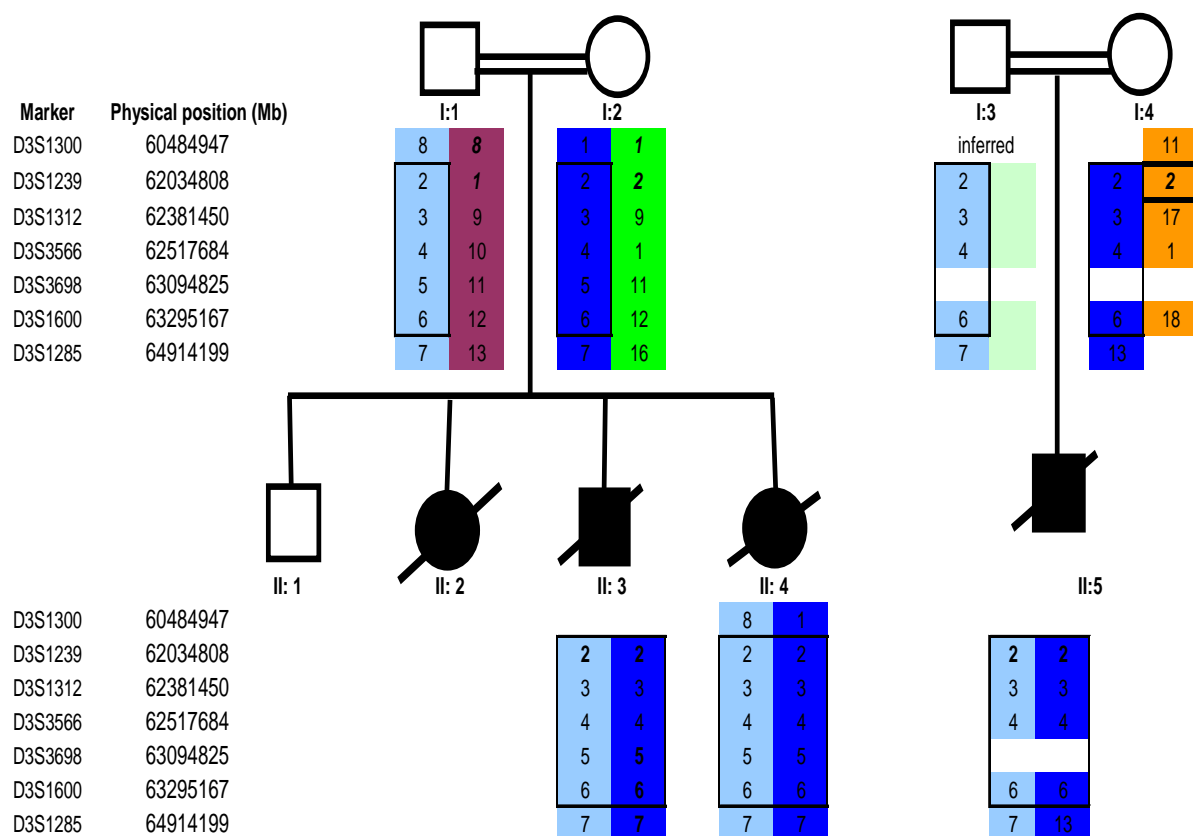 I:1 I:2 I:3 I:4
Marker Physical position (Mb)
D3S1300 60484947 8 8 1 1 inferred 11
D3S1239 62034808 2 1 2 2 2 2 2
D3S1312 62381450 3 9 3 9 3 3 17
D3S3566 62517684 4 10 4 1 4 4 1
D3S3698 63094825 5 11 5 11
D3S1600 63295167 6 12 6 12 6 6 18
D3S1285 64914199 7 13 7 16 7 13
II: 1 II: 2 II: 3 II: 4 II:5
D3S1300 60484947 8 1
D3S1239 62034808 2 2 2 2 2 2
D3S1312 62381450 3 3 3 3 3 3
D3S3566 62517684 4 4 4 4 4 4
D3S3698 63094825 5 5 5 5
D3S1600 63295167 6 6 6 6 6 6
D3S1285 64914199 7 7 7 7 7 13